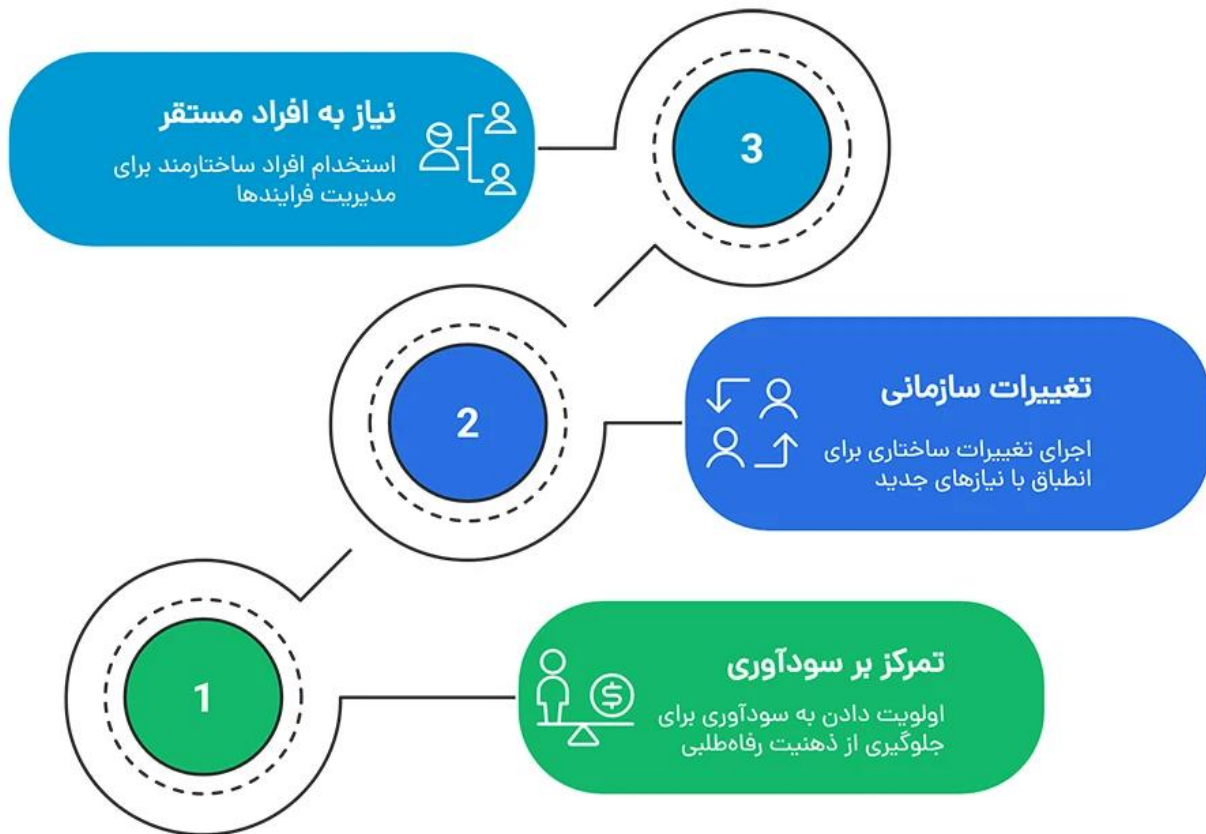 3
نیاز به افراد مستقر
استخدام افراد ساختارمند برای
مدیریت فرایندها
2
تغییرات سازمانی
اجرای تغییرات ساختاری برای
انطباق با نیازهای جدید
1
تمرکز بر سودآوری
اولویت دادن به سودآوری برای
جلوگیری از ذهنیت رفاه‌طلبی